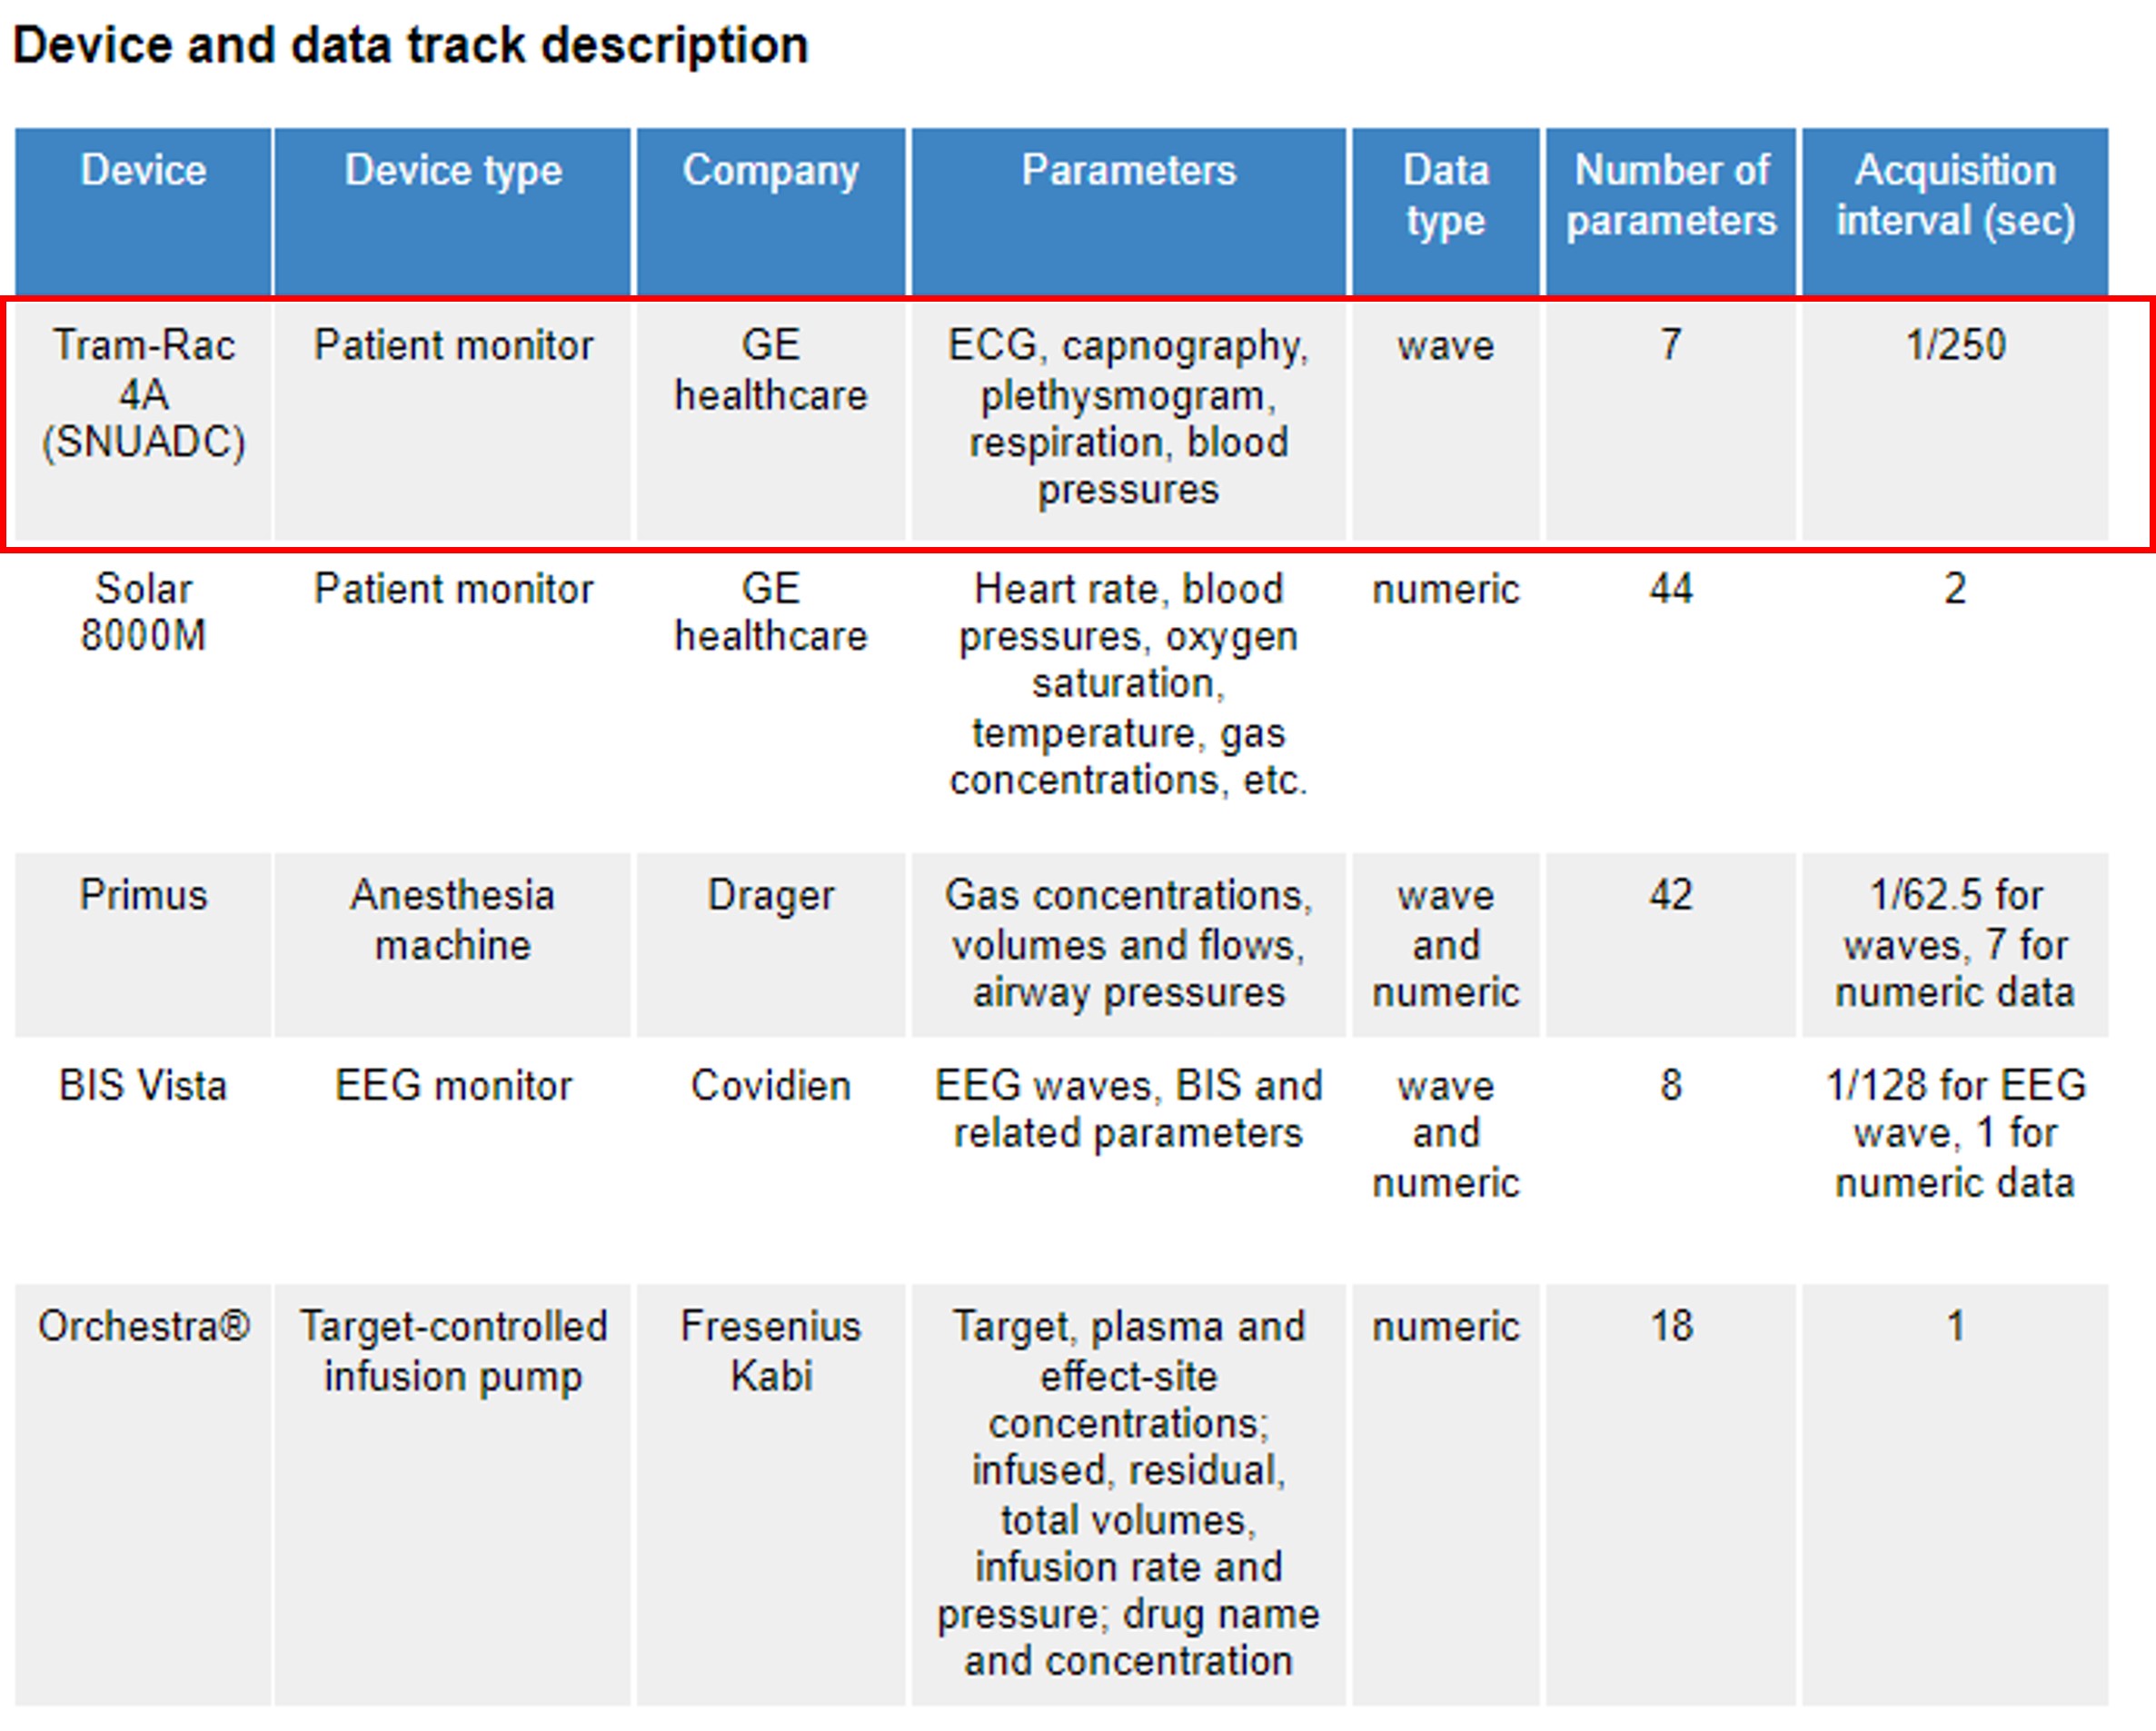 Device and data track description
Device
Device type
Company
Parameters
Data
type
Number of
parameters
Acquisition
interval (sec)
Tram-Rac
4A
(SNUADC)
Patient monitor
GE
healthcare
ECG, capnography,
plethysmogram,
respiration, blood
pressures
wave
7
1/250
Solar
8000M
Patient monitor
GE
healthcare
Heart rate, blood
pressures, oxygen
saturation,
temperature, gas
concentrations, etc.
numeric
44
2
Primus
Anesthesia
machine
Drager
Gas concentrations,
volumes and flows,
airway pressures
wave
and
numeric
42
1/62.5 for
waves, 7 for
numeric data
BIS Vista
EEG monitor
Covidien
EEG waves, BIS and
related parameters
wave
and
numeric
8
1/128 for EEG
wave, 1 for
numeric data
Orchestra®
Target-controlled
infusion pump
Fresenius
Kabi
Target, plasma and
effect-site
concentrations;
infused, residual,
total volumes,
infusion rate and
pressure; drug name
and concentration
numeric
18
1